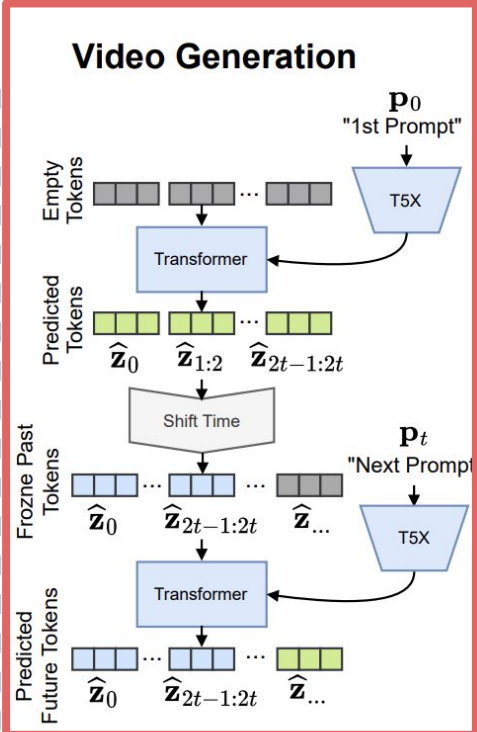 Video Generation
p0
"1st Prompt"
Empty
Tokens
T5X
Transformer
Predicted
Tokens
ẑ0 ẑ1:2 ẑ2t−1:2t
...
Shift Time
pt
"Next Prompt
Frozne Past
Tokens
... ...
ẑ0 ẑ2t−1:2t ẑ...
T5X
Transformer
Predicted
Future Tokens
... ...
ẑ0 ẑ2t−1:2t ẑ...